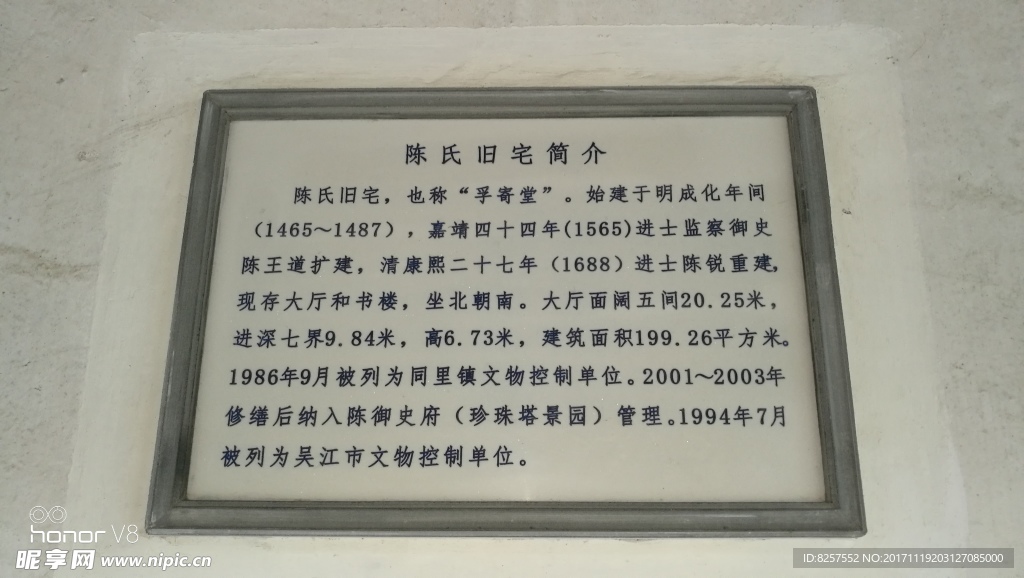 陈氏旧宅简介
陈氏旧宅，也称“孚寄堂”。始建于明成化年间
（1465～1487），嘉靖四十四年(1565)进士监察御史
陈王道扩建，清康熙二十七年（1688）进士陈锐重建,
现存大厅和书楼，坐北朝南。大厅面阔五间20.25米，
进深七界9.84米，高6.73米，建筑面积199.26平方米。
1986年9月被列为同里镇文物控制单位。2001～2003年
修缮后纳入陈御史府（珍珠塔景园）管理。1994年7月
被列为吴江市文物控制单位。
honor V8
昵享网 www.nipic.cn
ID:8257552 NO:20171119203127085000